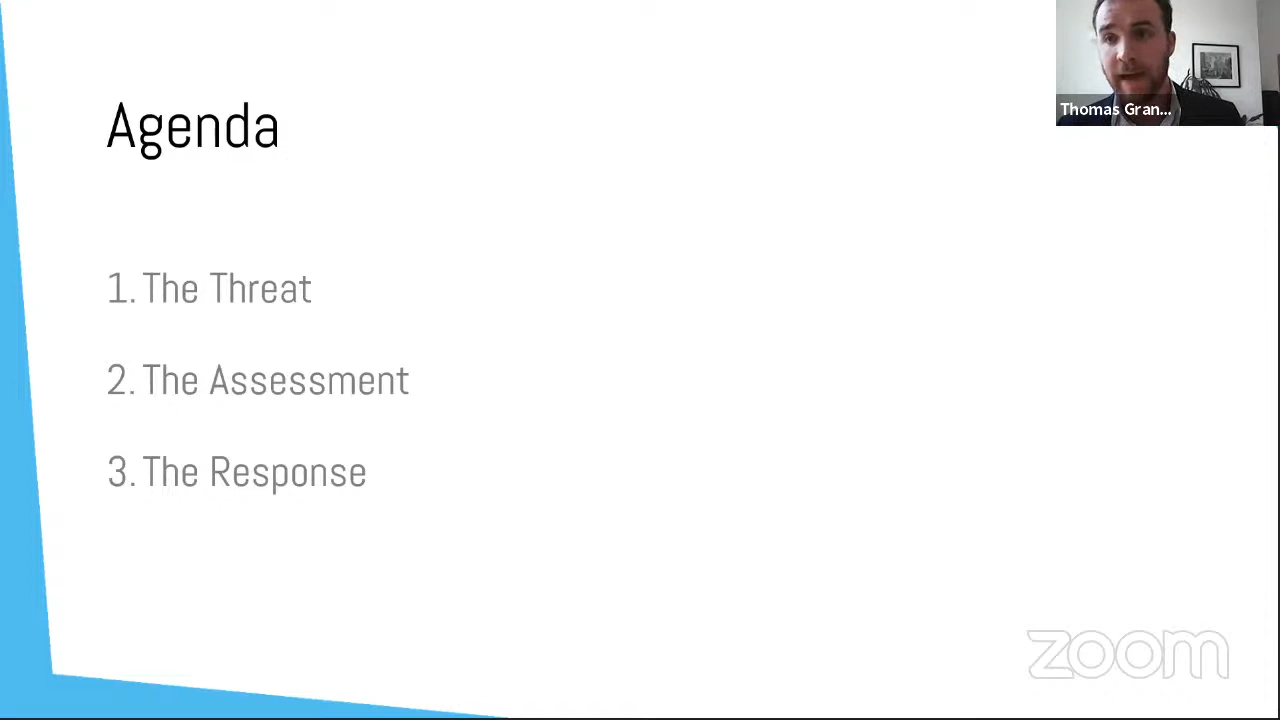 Agenda
Thomas Gran...
1. The Threat
2. The Assessment
3. The Response
zoom